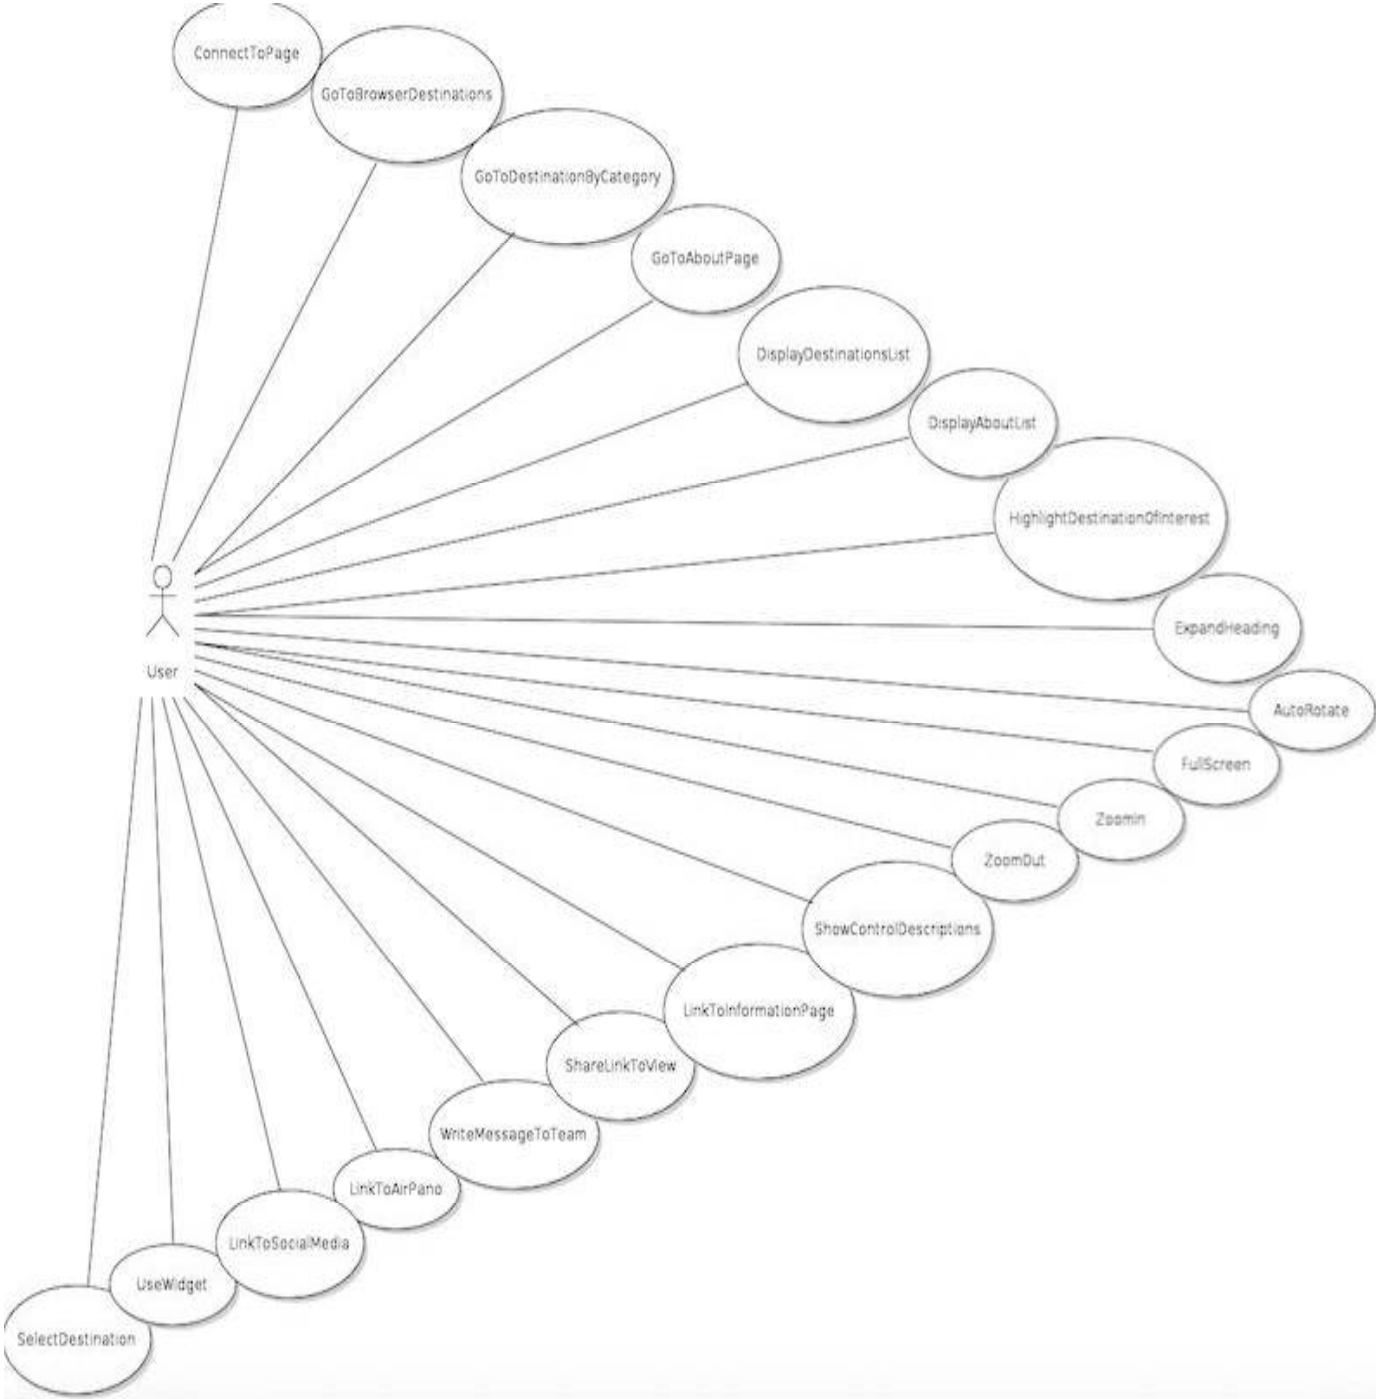 ConnectToPage
GoToBrowserDestinations
GoToDestinationByCategory
GoToAboutPage
DisplayDestinationsList
DisplayAboutList
HighlightDestinationOfInterest
ExpandHeading
User
AutoRotate
FullScreen
ZoomIn
ZoomOut
ShowControlDescriptions
LinkToInformationPage
ShareLinkToView
WriteMessageToTeam
LinkToAirPano
LinkToSocialMedia
UseWidget
SelectDestination